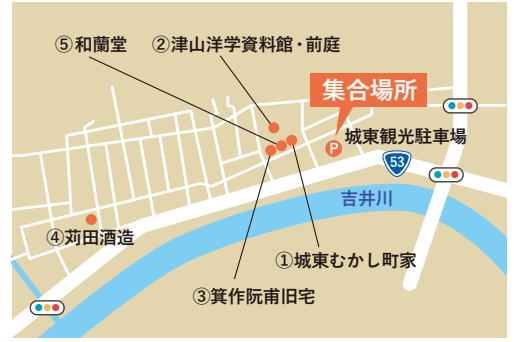 ⑤和蘭堂
②津山洋学資料館・前庭
集合場所
城東観光駐車場
P
53
吉井川
④苅田酒造
①城東むかし町家
③箕作阮甫旧宅